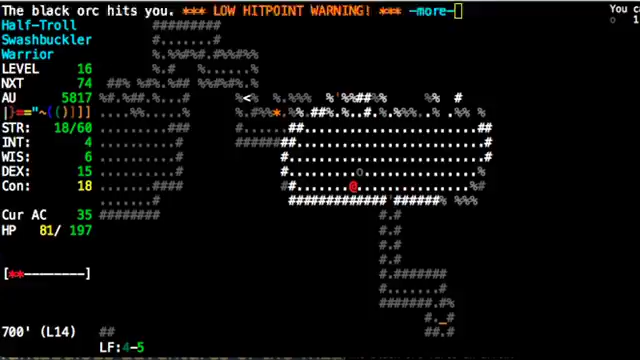 The black orc hits you. *** LOW HITPOINT WARNING! *** -more-
You ca
Half-Troll
Swashbuckler
Warrior
LEVEL 16
NXT 74
AU 5817
STR: 18/60
INT: 4
WIS: 6
DEX: 15
Con: 18
Cur AC 35
HP 81/ 197
[**--------]
700' (L14)
LF:4-5